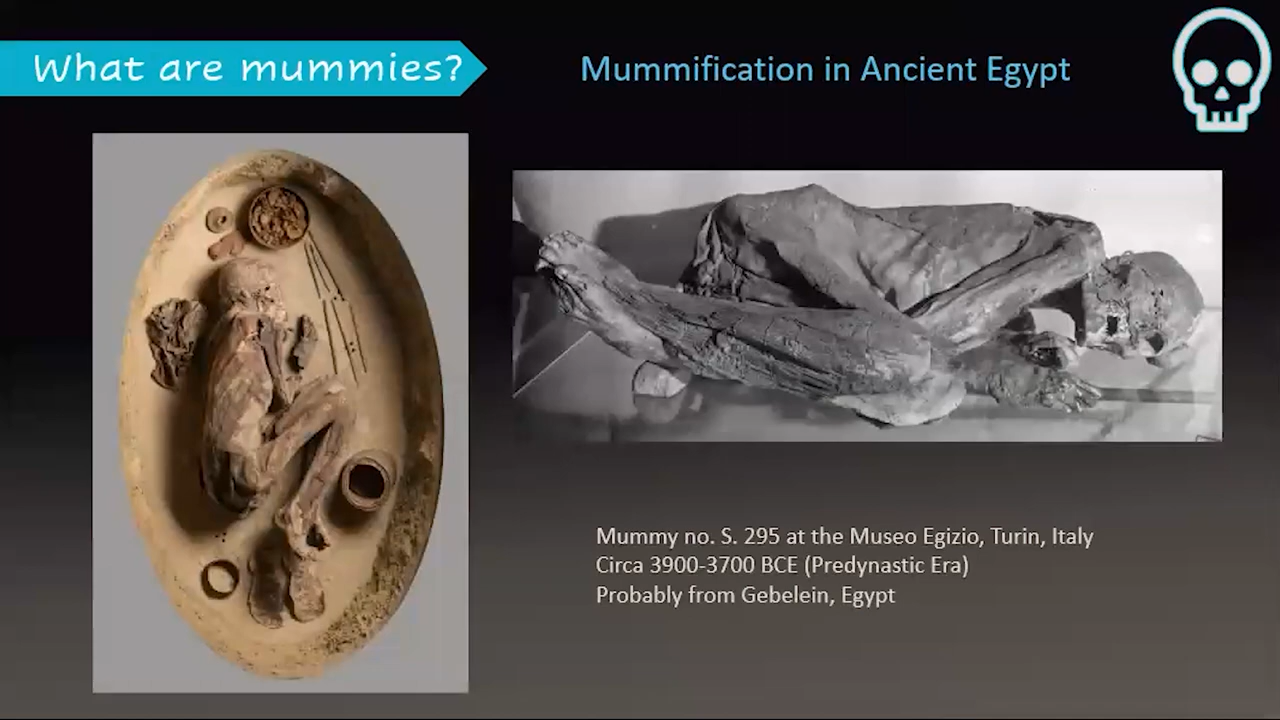 What are mummies?
Mummification in Ancient Egypt
Mummy no. S. 295 at the Museo Egizio, Turin, Italy
Circa 3900-3700 BCE (Predynastic Era)
Probably from Gebelein, Egypt